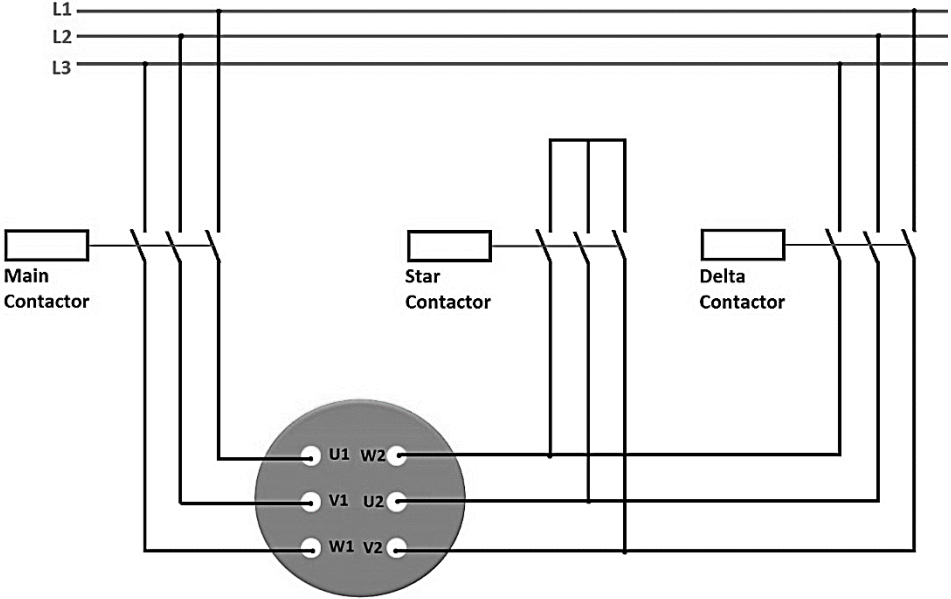 L1
L2
L3
Main
Contactor
Star
Contactor
Delta
Contactor
U1 W2
V1 U2
W1 V2